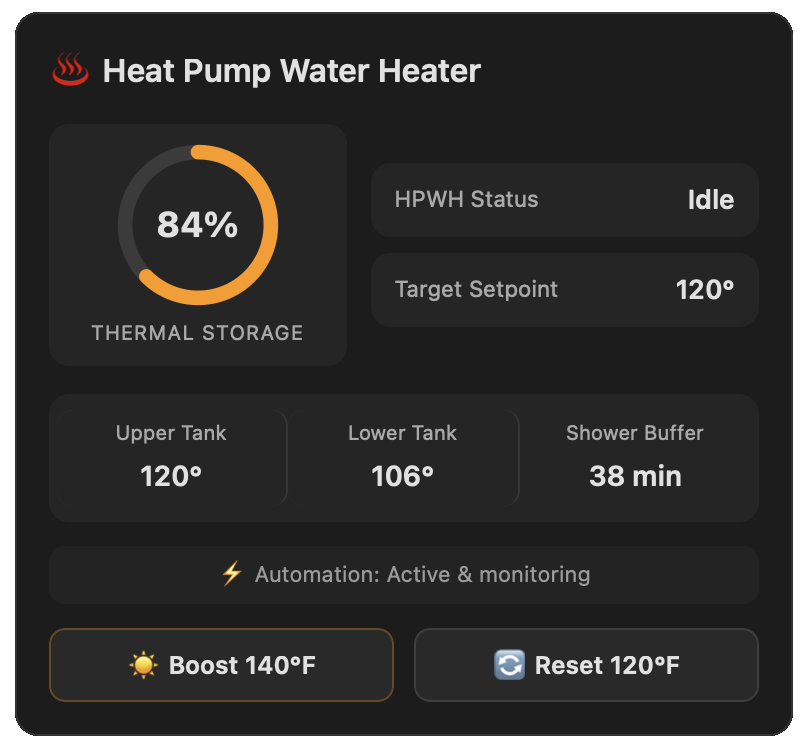 Heat Pump Water Heater
84%
THERMAL STORAGE
HPWH Status
Idle
Target Setpoint
120°
Upper Tank
120°
Lower Tank
106°
Shower Buffer
38 min
⚡ Automation: Active & monitoring
☀️ Boost 140°F
🔄 Reset 120°F